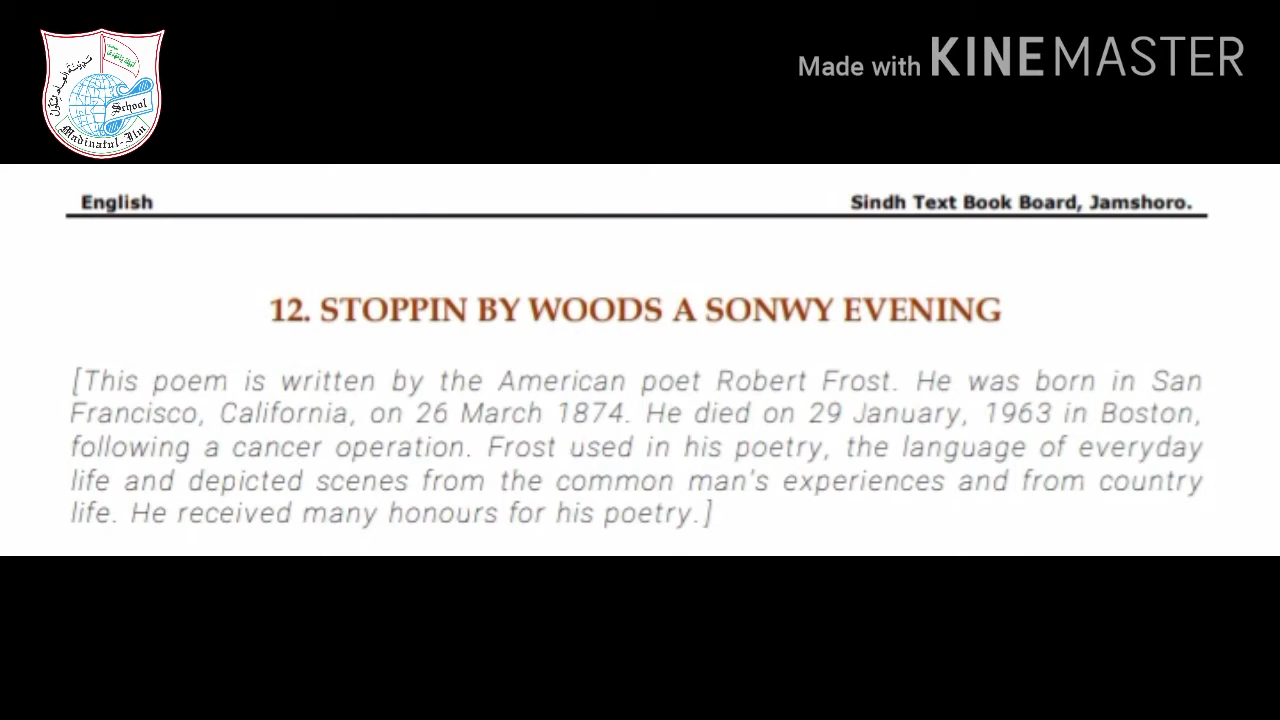 Made with KINEMASTER
School
Madinatul-Ilm
English Sindh Text Book Board, Jamshoro.
12. STOPPIN BY WOODS A SONWY EVENING
[This poem is written by the American poet Robert Frost. He was born in San
Francisco, California, on 26 March 1874. He died on 29 January, 1963 in Boston,
following a cancer operation. Frost used in his poetry, the language of everyday
life and depicted scenes from the common man's experiences and from country
life. He received many honours for his poetry.]